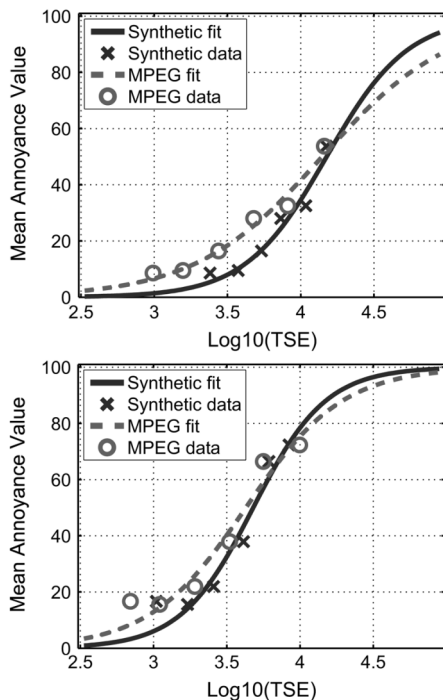 100
80
60
40
20
0
Mean Annoyance Value
Synthetic fit
Synthetic data
MPEG fit
MPEG data
2.5 3 3.5 4 4.5
Log10(TSE)
100
80
60
40
20
0
Mean Annoyance Value
Synthetic fit
Synthetic data
MPEG fit
MPEG data
2.5 3 3.5 4 4.5
Log10(TSE)